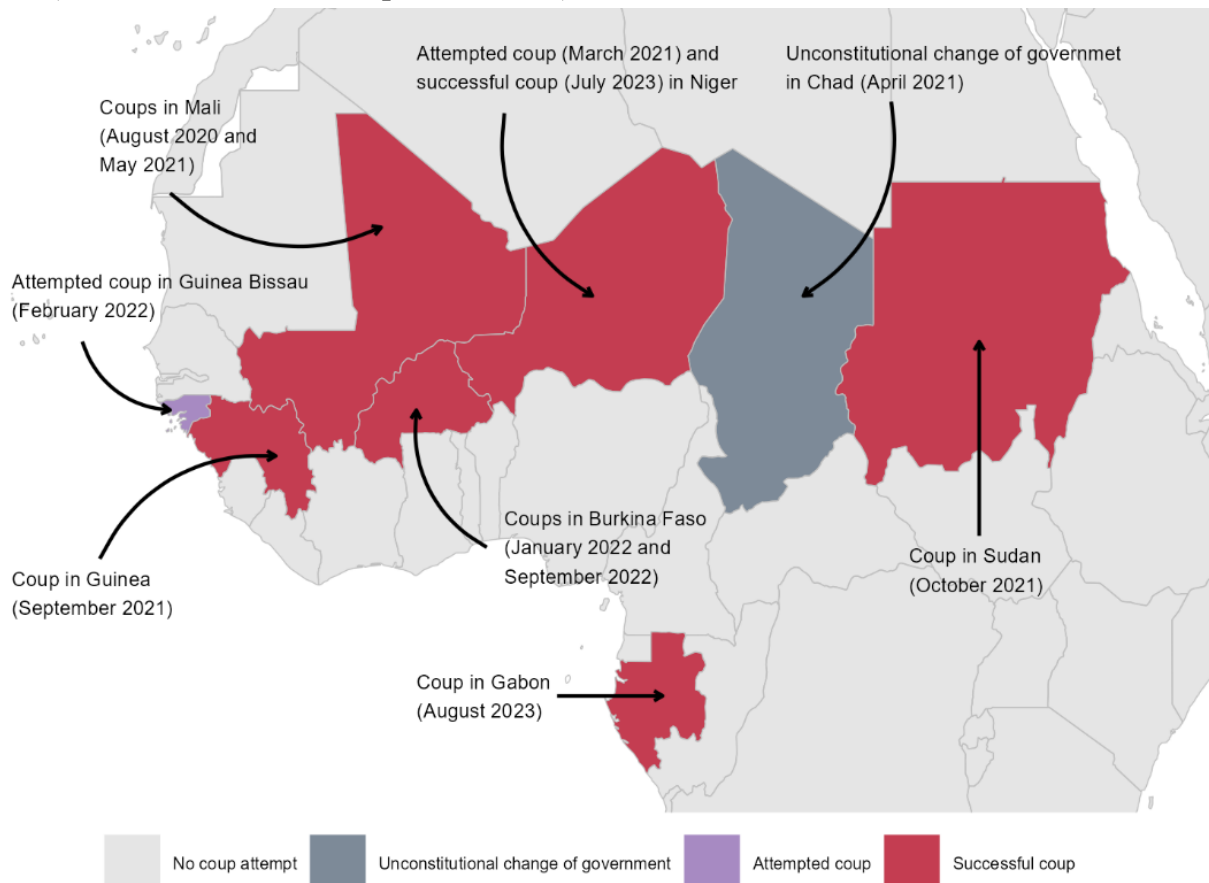 Attempted coup (March 2021) and
successful coup (July 2023) in Niger
Unconstitutional change of governmet
in Chad (April 2021)
Coups in Mali
(August 2020 and
May 2021)
Attempted coup in Guinea Bissau
(February 2022)
Coup in Guinea
(September 2021)
Coups in Burkina Faso
(January 2022 and
September 2022)
Coup in Sudan
(October 2021)
Coup in Gabon
(August 2023)
No coup attempt
Unconstitutional change of government
Attempted coup
Successful coup